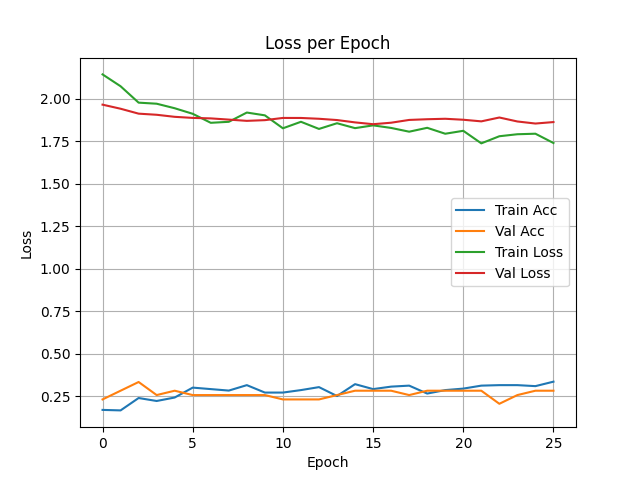 Loss per Epoch
2.00
1.75
1.50
1.25
1.00
0.75
0.50
0.25
Loss
Train Acc
Val Acc
Train Loss
Val Loss
0 5 10 15 20 25
Epoch